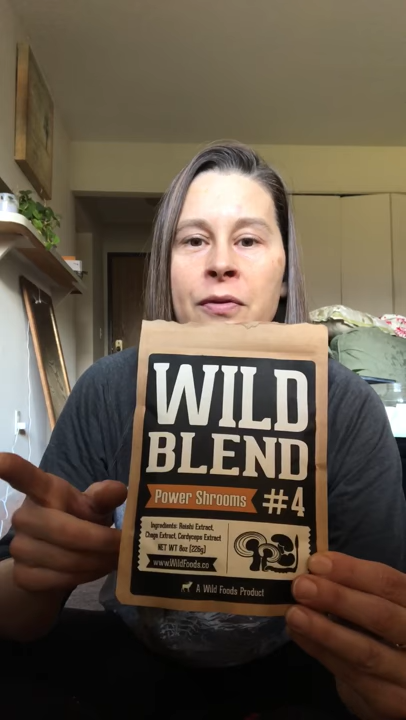 WILD
BLEND
Power Shrooms #4
Ingredients: Reishi Extract,
Chaga Extract, Cordyceps Extract
NET WT 8oz (226g)
www.WildFoods.co
A Wild Foods Product